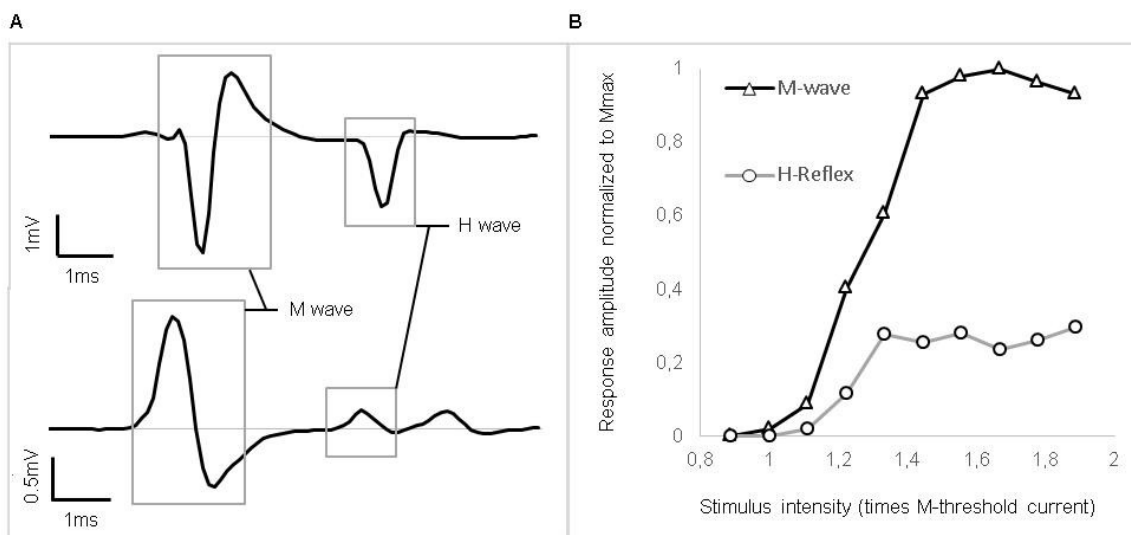 A
1mV
1ms
H wave
M wave
0.5mV
1ms
B
Response amplitude normalized to Mmax
1
0,8
0,6
0,4
0,2
0
M-wave
H-Reflex
0,8 1 1,2 1,4 1,6 1,8 2
Stimulus intensity (times M-threshold current)